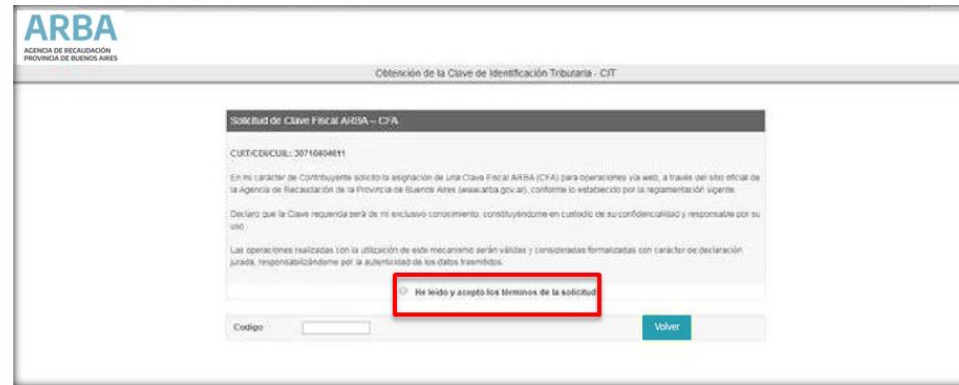 ARBA
AGENCIA DE RECAUDACIÓN
PROVINCIA DE BUENOS AIRES
Obtención de la Clave de Identificación Tributaria - CIT
Solicitud de Clave Fiscal ARBA – CFA
CUIT/CDI/CUIL: 30710404011
En mi carácter de Contribuyente solicito la asignación de una Clave Fiscal ARBA (CFA) para operaciones vía web, a través del sitio oficial de
la Agencia de Recaudación de la Provincia de Buenos Aires (www.arba.gov.ar), conforme lo establecido por la reglamentación vigente.
Declaro que la Clave requerida será de mi exclusivo conocimiento, constituyéndome en custodio de su confidencialidad y responsable por su
uso.
Las operaciones realizadas con la utilización de este mecanismo serán válidas y consideradas formalizadas con carácter de declaración
jurada, responsabilizándome por la autenticidad de los datos trasmitidos.
He leído y acepto los términos de la solicitud
Codigo
Volver